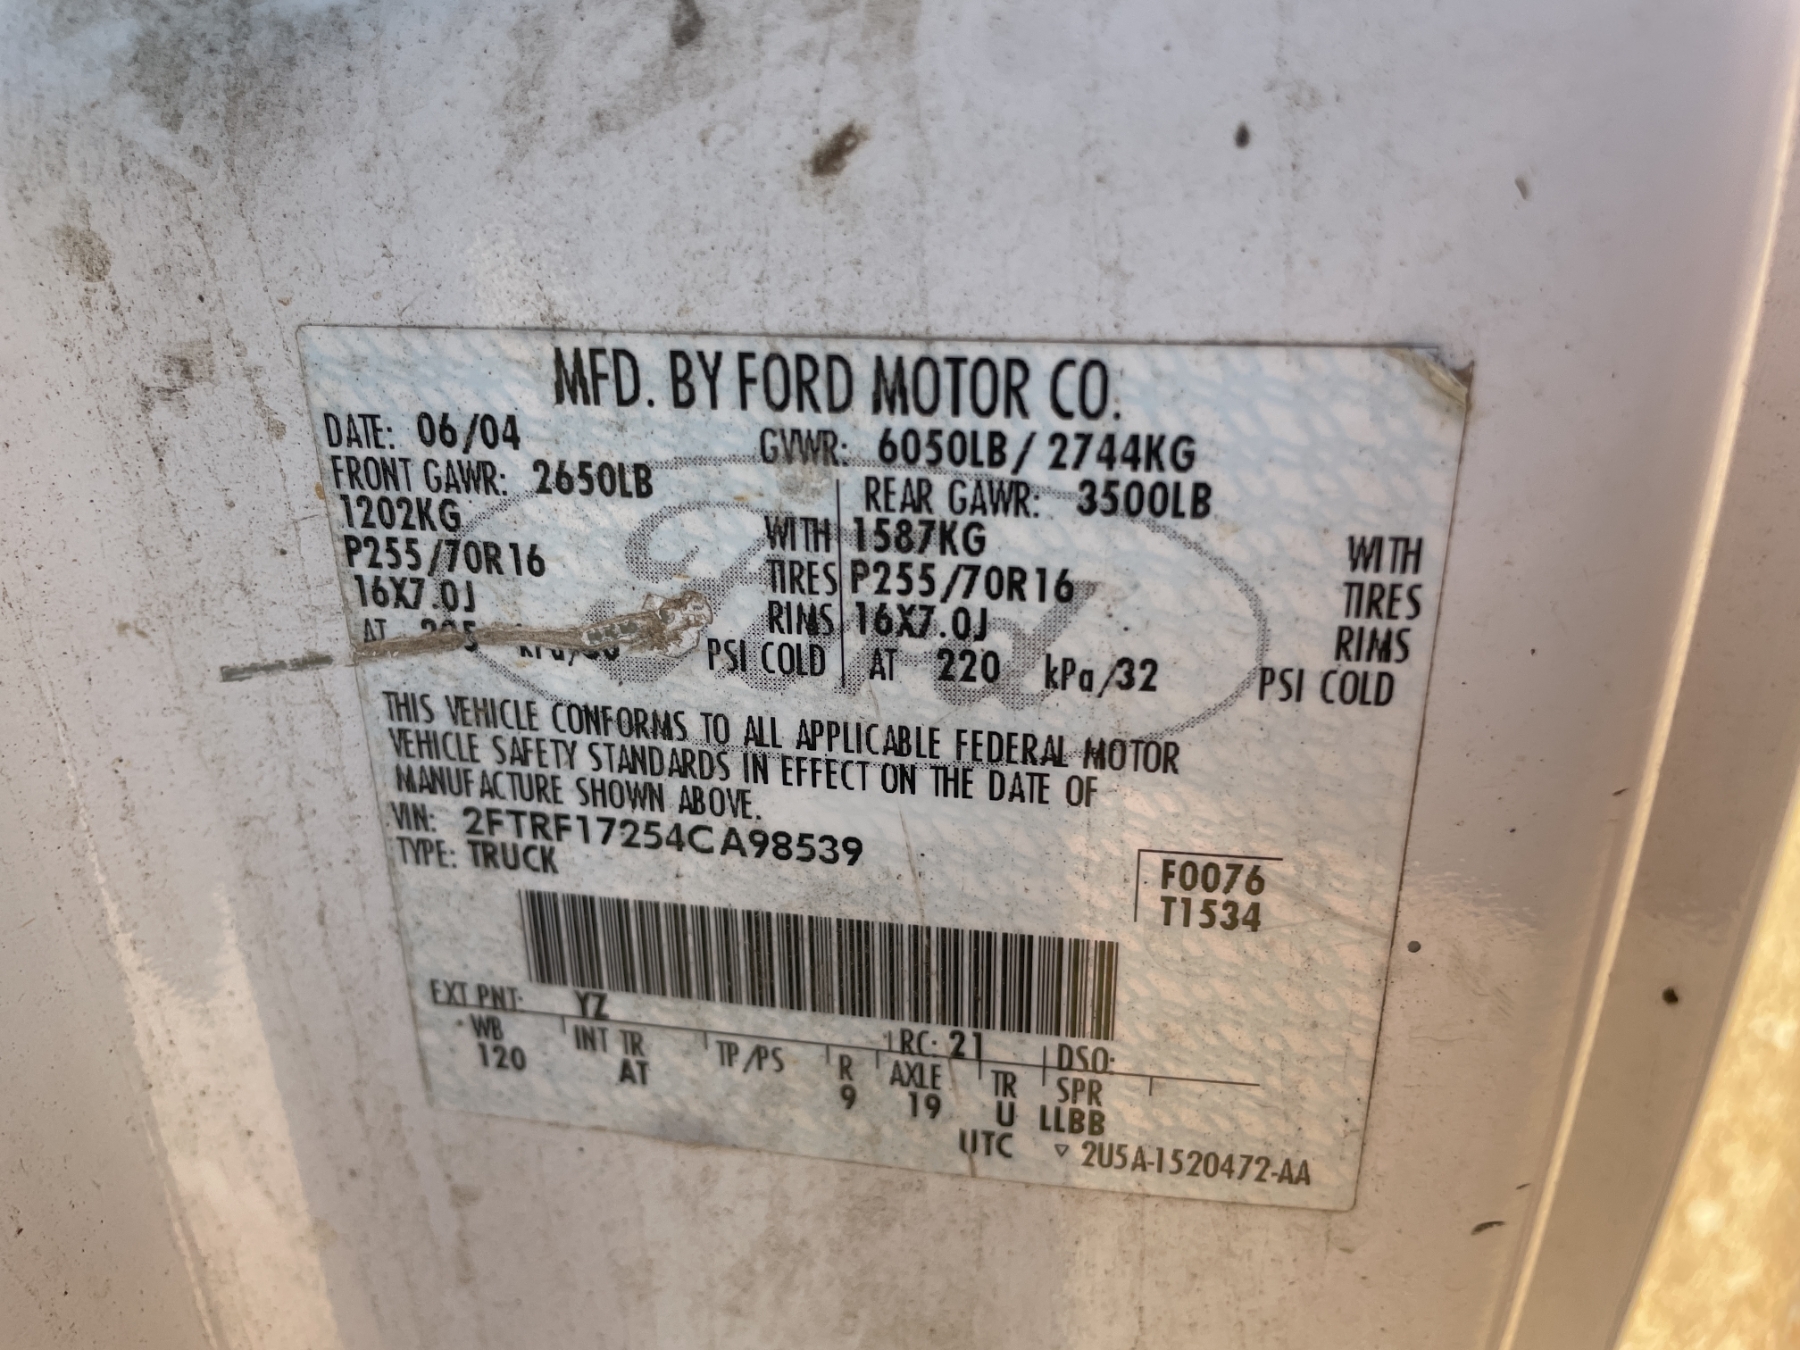 MFD. BY FORD MOTOR CO.
DATE: 06/04 GVWR: 6050LB / 2744KG
FRONT GAWR: 2650LB REAR GAWR: 3500LB
1202KG WITH 1587KG WITH
P255/70R16 TIRES P255/70R16 TIRES
16X7.0J RIMS 16X7.0J RIMS
AT kPa/ PSI COLD AT 220 kPa/32 PSI COLD
THIS VEHICLE CONFORMS TO ALL APPLICABLE FEDERAL MOTOR
VEHICLE SAFETY STANDARDS IN EFFECT ON THE DATE OF
MANUFACTURE SHOWN ABOVE.
VIN: 2FTRF17254CA98539
TYPE: TRUCK
F0076
T1534
EXT PNT: YZ RC: 21 DSO:
WB INT TR TP/PS R AXLE TR SPR
120 AT 9 19 U LLBB
UTC ▽ 2U5A-1520472-AA
Ford